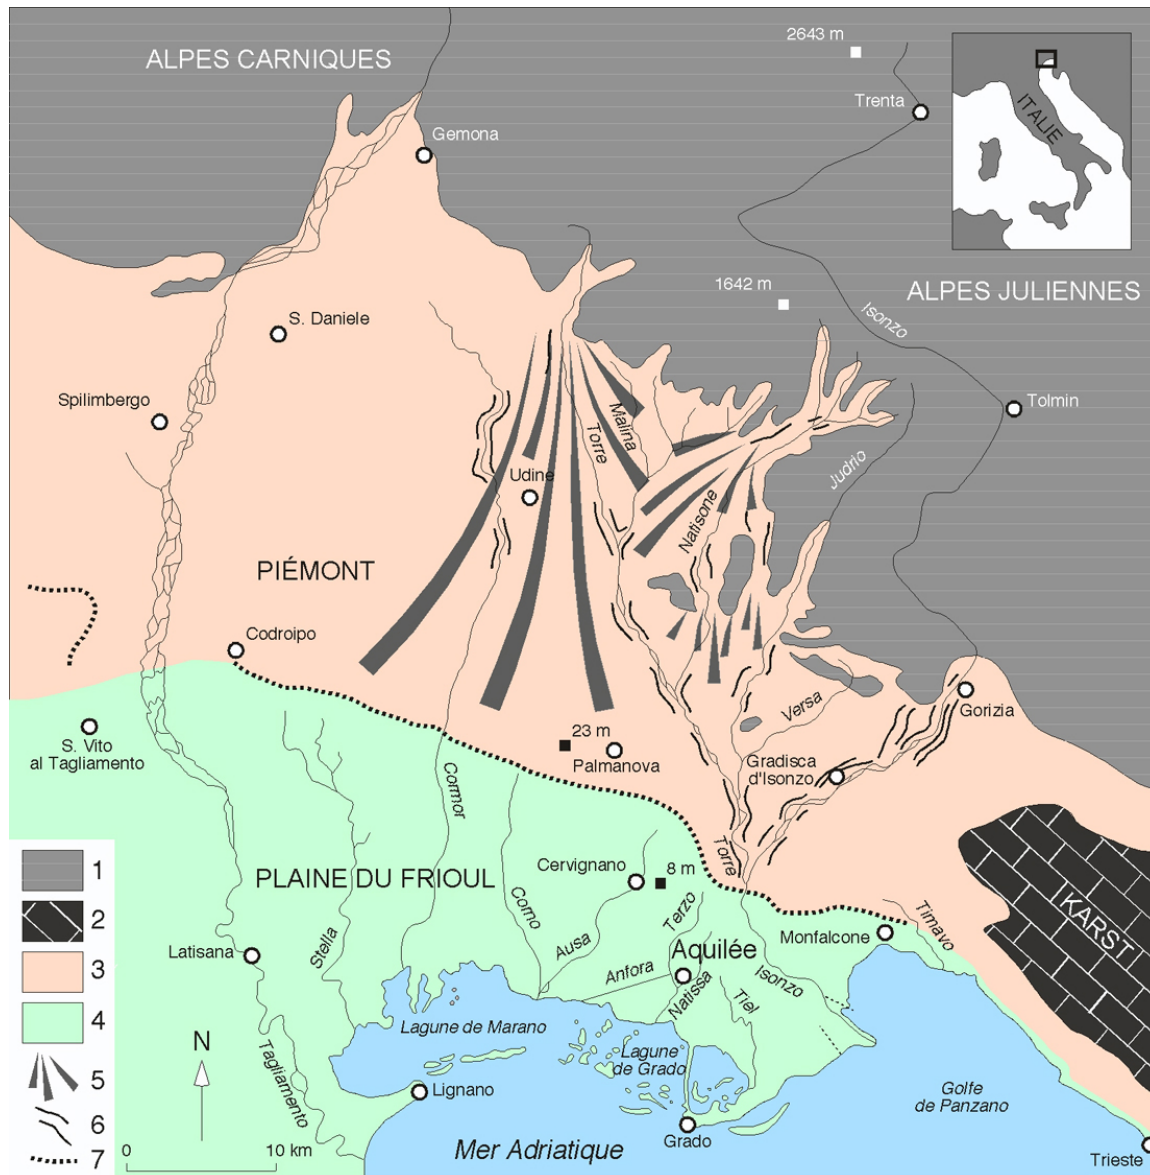 2643 m
ALPES CARNIQUES
ITALIE
Trenta
Gemona
1642 m
ALPES JULIENNES
Isonzo
S. Daniele
Spilimbergo
Tolmin
Malina
Torre
Judrio
Udine
Natisone
PIÉMONT
Codroipo
Versa
Gorizia
S. Vito
al Tagliamento
23 m
Palmanova
Gradisca
d'Isonzo
Cormor
Torre
1
PLAINE DU FRIOUL
Cervignano
8 m
2
Corno
Terzo
Timavo
KARST
Latisana
Stella
Ausa
Aquilée
Monfalcone
3
Anfora
Natissa
Isonzo
Tiel
4
Lagune de Marano
N
Lagune
de Grado
5
Tagliamento
Lignano
Golfe
de Panzano
6
Grado
7
0
10 km
Mer Adriatique
Trieste